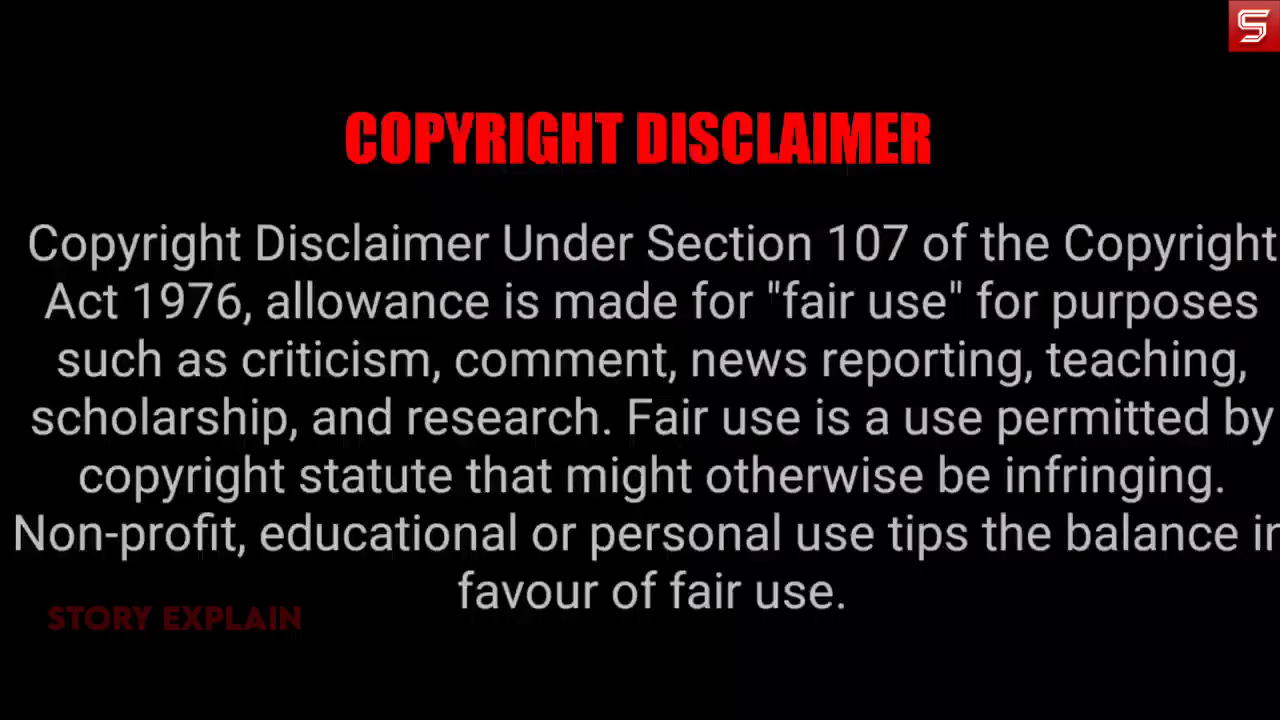 COPYRIGHT DISCLAIMER
Copyright Disclaimer Under Section 107 of the Copyright
Act 1976, allowance is made for "fair use" for purposes
such as criticism, comment, news reporting, teaching,
scholarship, and research. Fair use is a use permitted by
copyright statute that might otherwise be infringing.
Non-profit, educational or personal use tips the balance in
favour of fair use.
STORY EXPLAIN